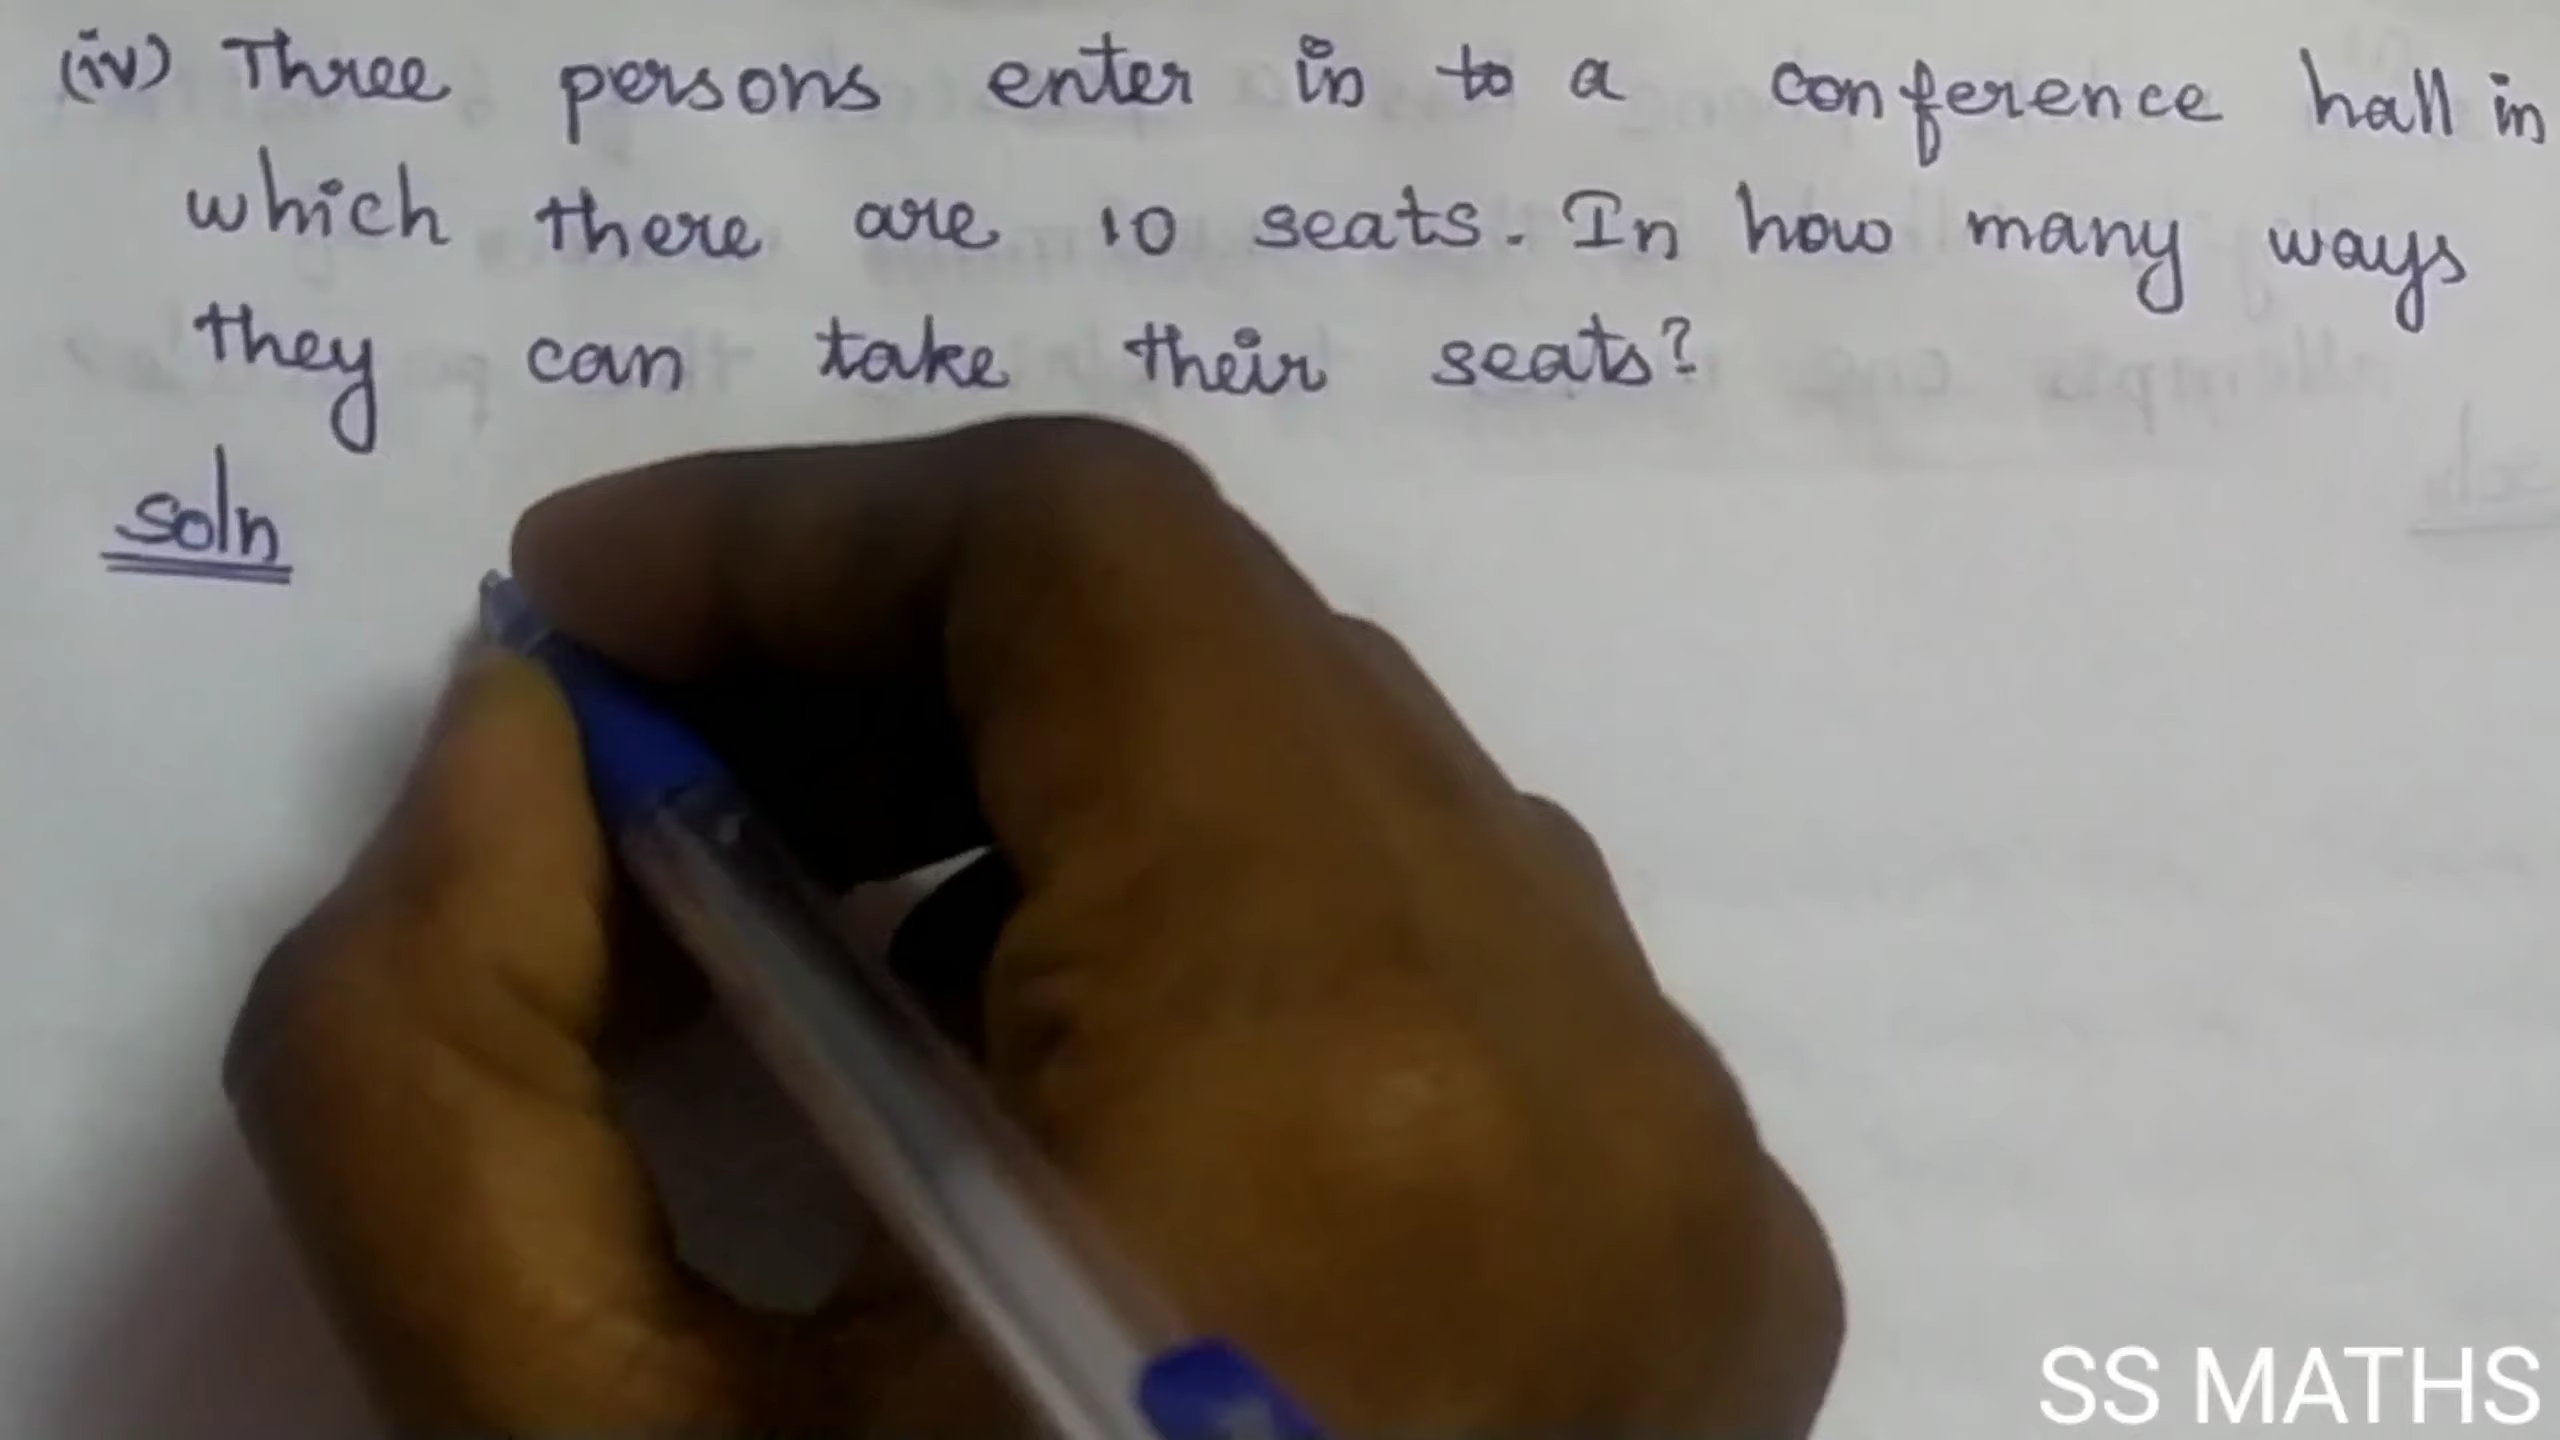 (iv) Three persons enter in to a conference hall in
which there are 10 seats. In how many ways
they can take their seats?
soln
SS MATHS